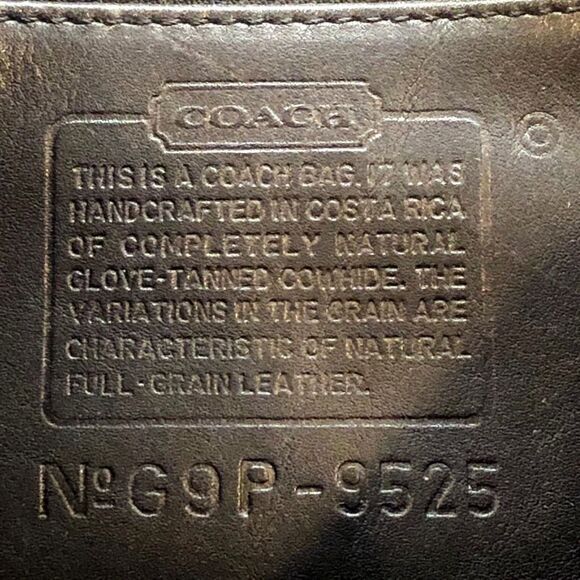 COACH
©
THIS IS A COACH BAG. IT WAS
HANDCRAFTED IN COSTA RICA
OF COMPLETELY NATURAL
GLOVE-TANNED COWHIDE. THE
VARIATIONS IN THE GRAIN ARE
CHARACTERISTIC OF NATURAL
FULL-GRAIN LEATHER.
NºG9P-9525